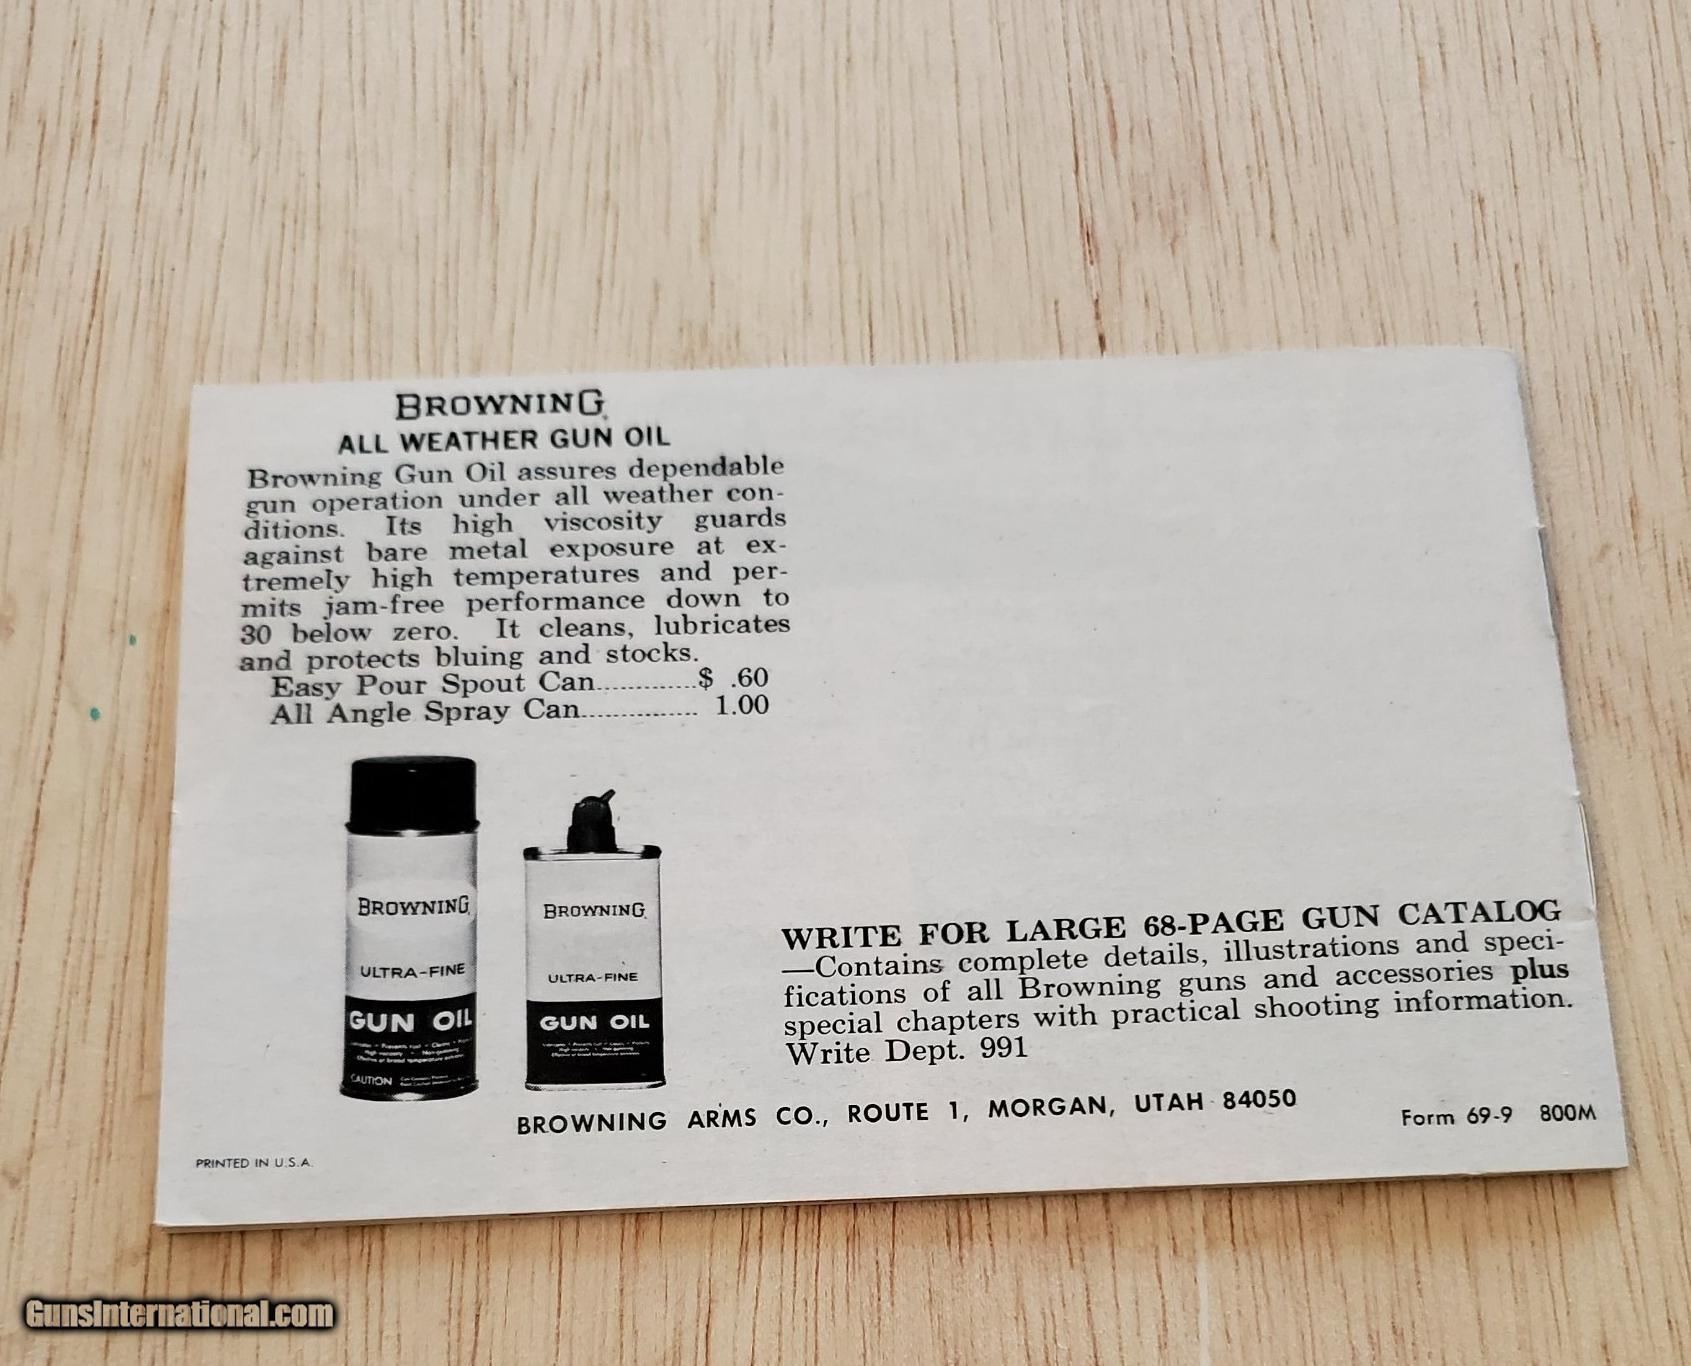 BROWNING
ALL WEATHER GUN OIL
Browning Gun Oil assures dependable
gun operation under all weather con-
ditions. Its high viscosity guards
against bare metal exposure at ex-
tremely high temperatures and per-
mits jam-free performance down to
30 below zero. It cleans, lubricates
and protects bluing and stocks.
Easy Pour Spout Can.............$ .60
All Angle Spray Can............... 1.00
BROWNING
ULTRA-FINE
GUN OIL
CAUTION
BROWNING
ULTRA-FINE
GUN OIL
WRITE FOR LARGE 68-PAGE GUN CATALOG
—Contains complete details, illustrations and speci-
fications of all Browning guns and accessories plus
special chapters with practical shooting information.
Write Dept. 991
BROWNING ARMS CO., ROUTE 1, MORGAN, UTAH 84050
Form 69-9 800M
PRINTED IN U.S.A.
GunsInternational.com